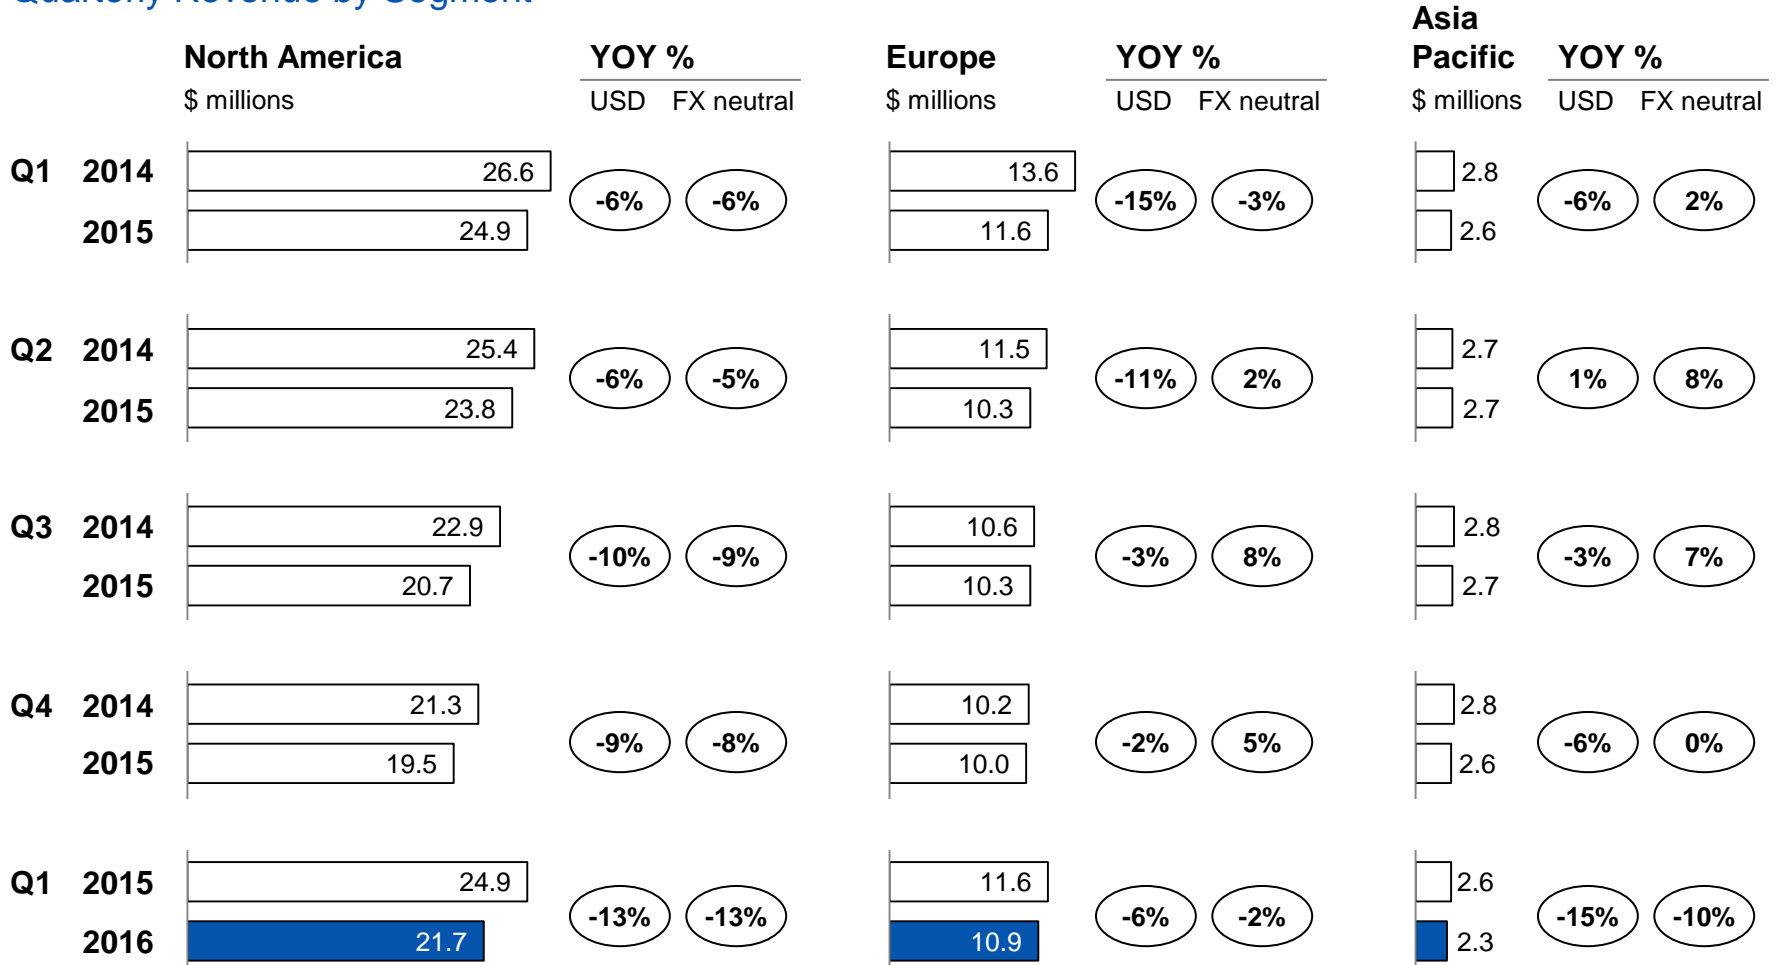 Quarterly Revenue by Segment
North America YOY % Europe YOY % Asia Pacific YOY %
$ millions USD FX neutral $ millions USD FX neutral $ millions USD FX neutral
Q1 2014 26.6 13.6 2.8
-6% -6% -15% -3% -6% 2%
2015 24.9 11.6 2.6
Q2 2014 25.4 11.5 2.7
-6% -5% -11% 2% 1% 8%
2015 23.8 10.3 2.7
Q3 2014 22.9 10.6 2.8
-10% -9% -3% 8% -3% 7%
2015 20.7 10.3 2.7
Q4 2014 21.3 10.2 2.8
-9% -8% -2% 5% -6% 0%
2015 19.5 10.0 2.6
Q1 2015 24.9 11.6 2.6
-13% -13% -6% -2% -15% -10%
2016 21.7 10.9 2.3